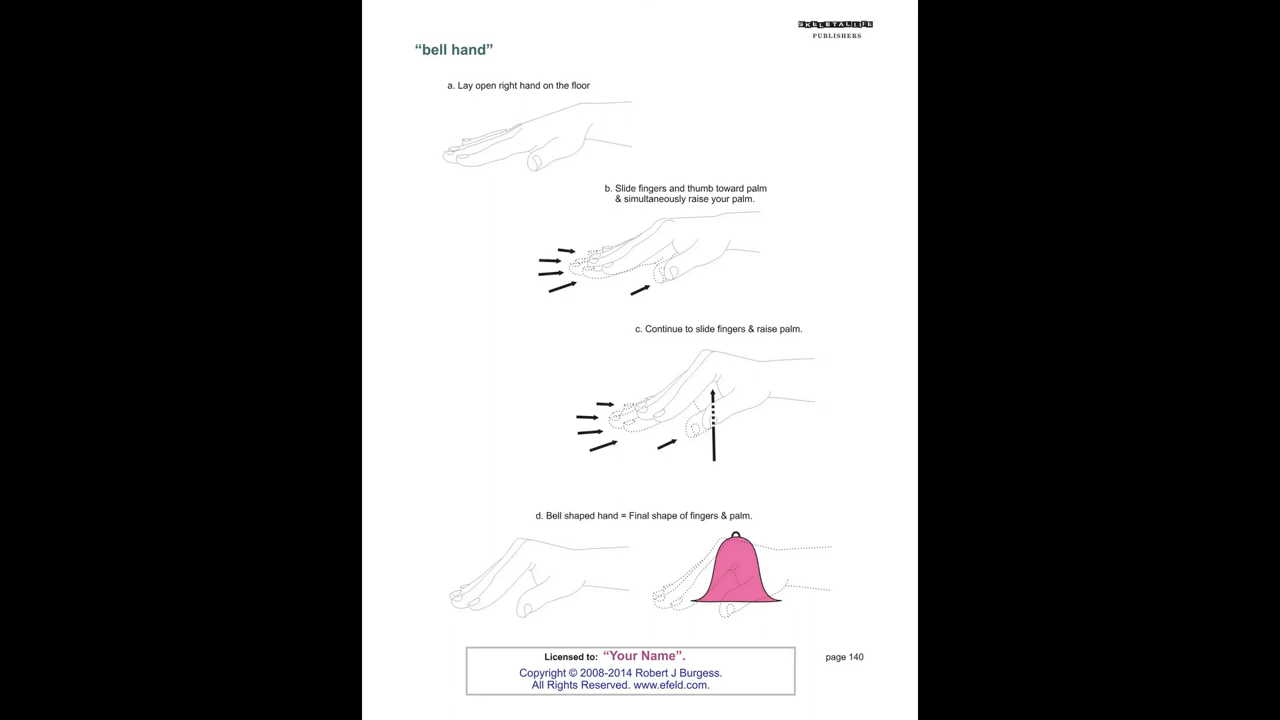 SKELETALIFE
PUBLISHERS
“bell hand”
a. Lay open right hand on the floor
b. Slide fingers and thumb toward palm
& simultaneously raise your palm.
c. Continue to slide fingers & raise palm.
d. Bell shaped hand = Final shape of fingers & palm.
Licensed to: “Your Name”.
page 140
Copyright © 2008-2014 Robert J Burgess.
All Rights Reserved. www.efeld.com.